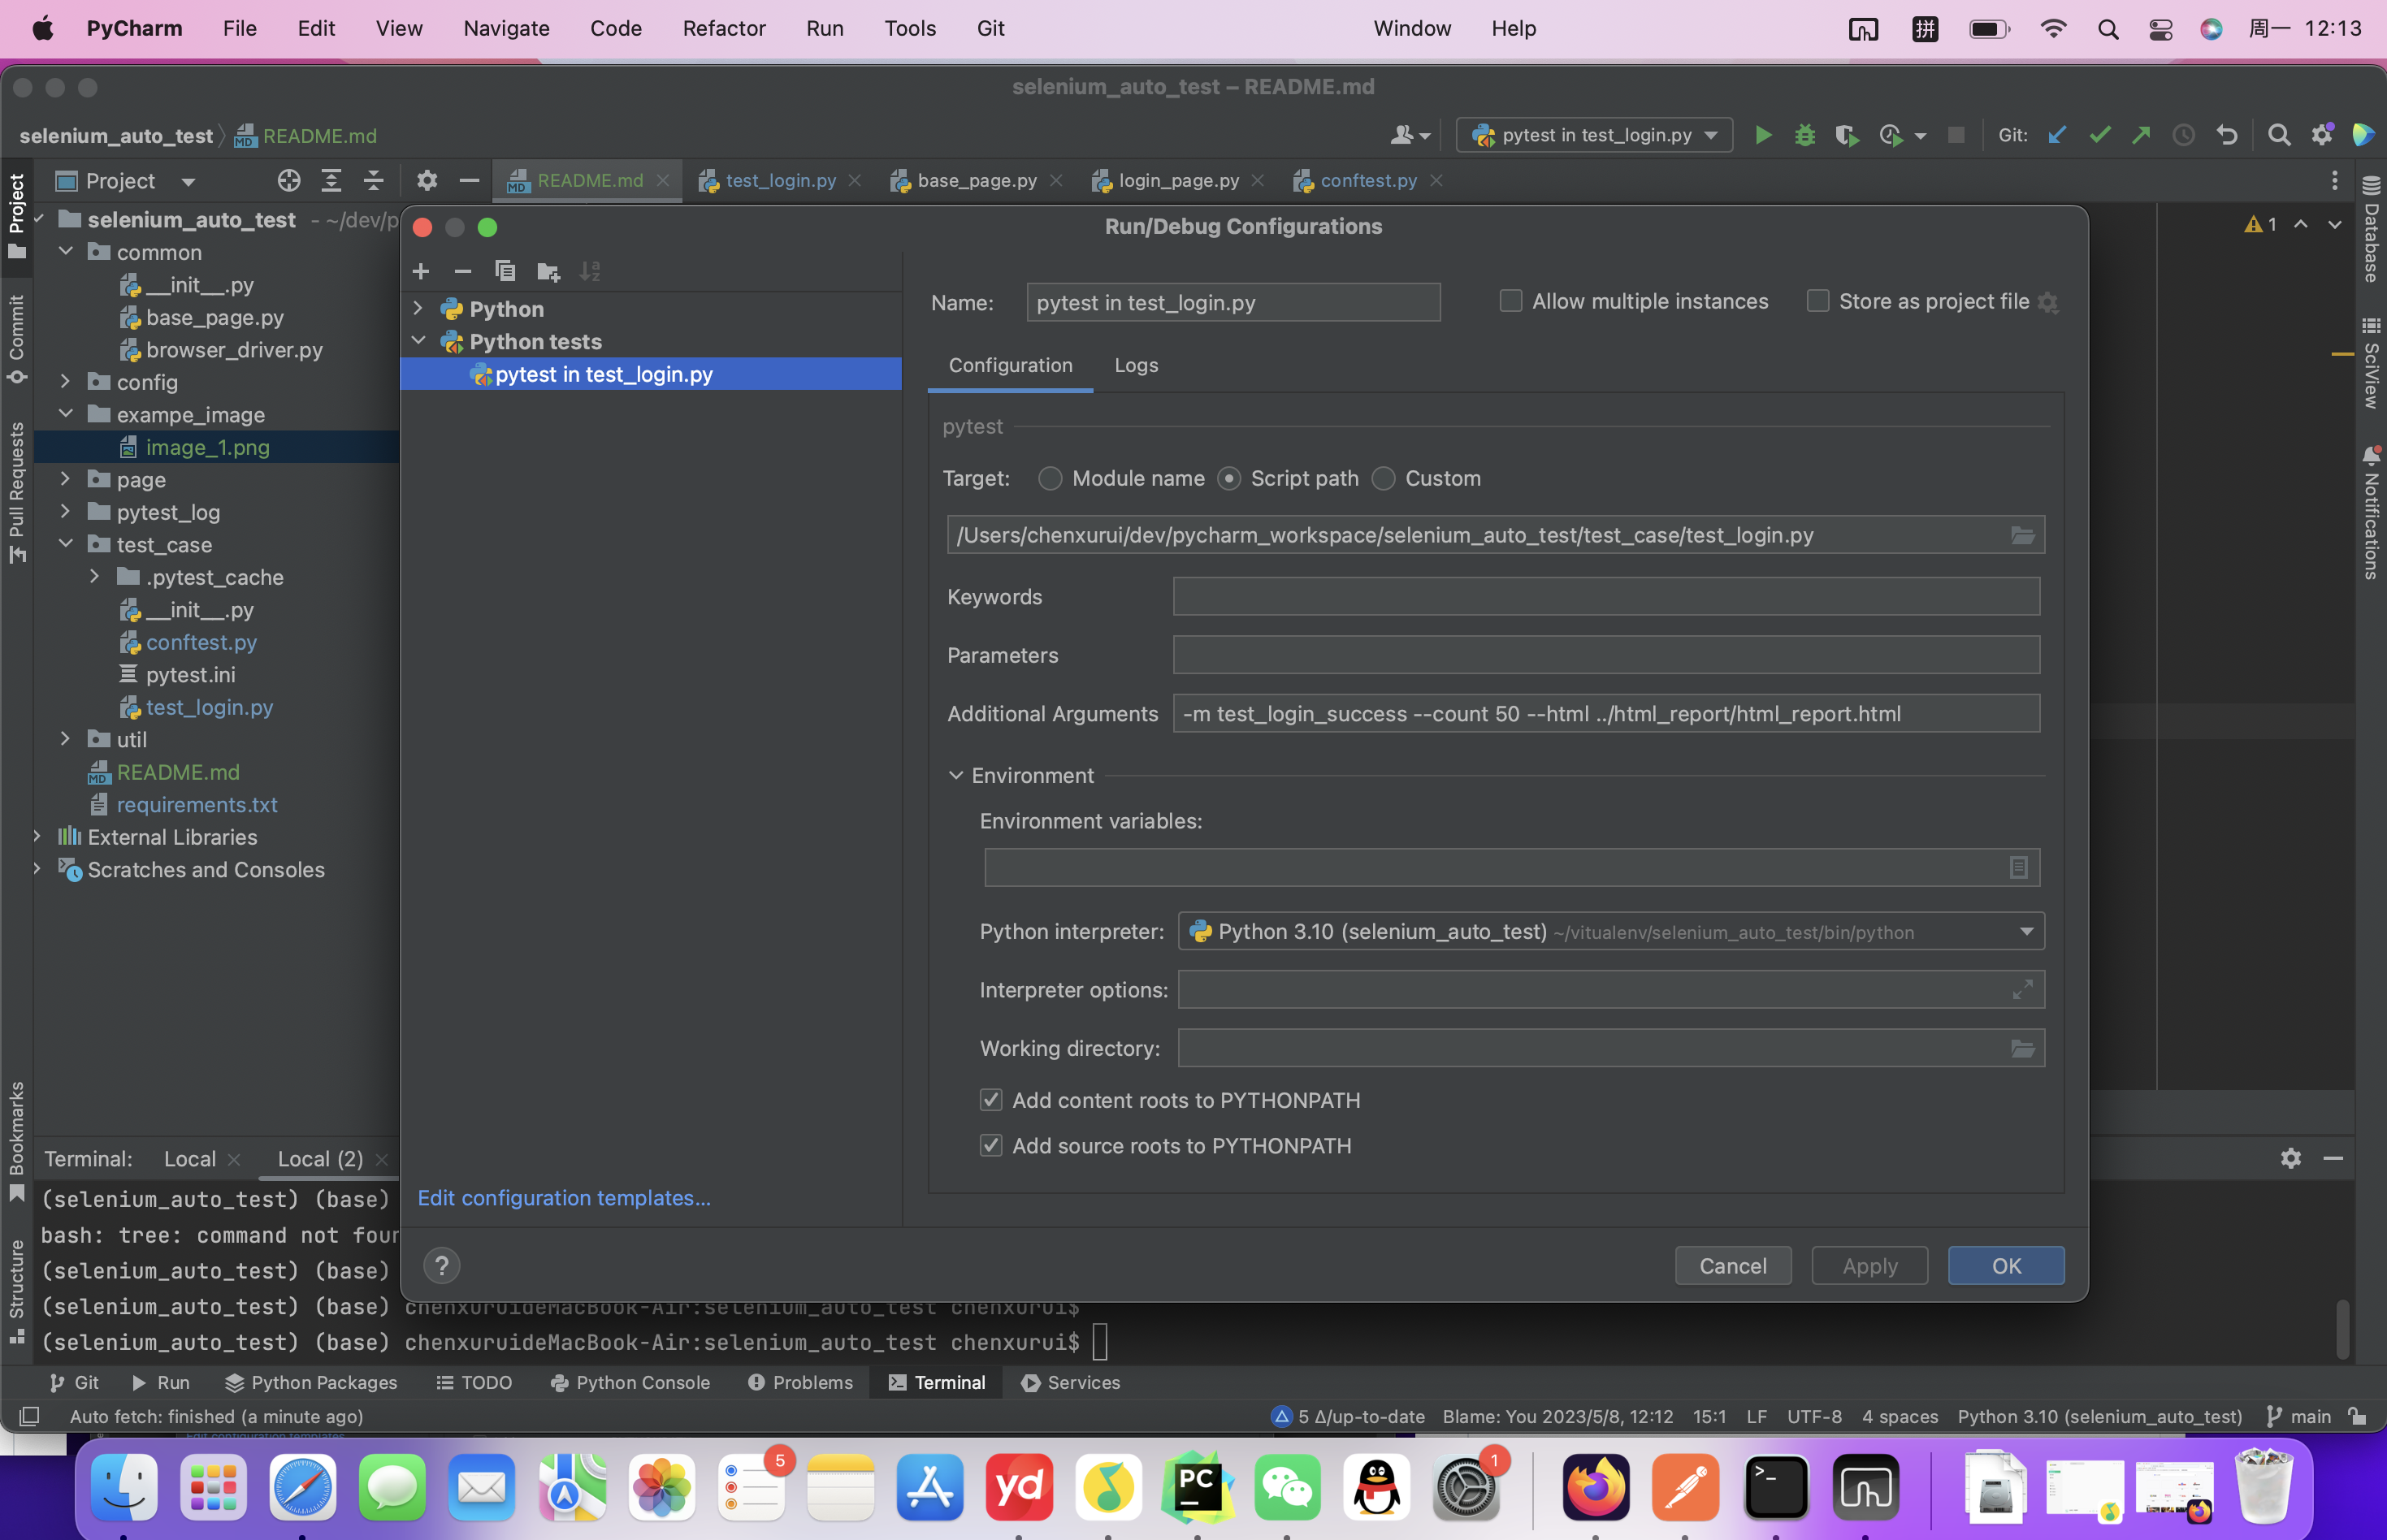 PyCharm File Edit View Navigate Code Refactor Run Tools Git Window Help 拼 周一 12:13
selenium_auto_test – README.md
selenium_auto_test README.md pytest in test_login.py Git:
Project README.md test_login.py base_page.py login_page.py conftest.py
Project
Commit
Pull Requests
Bookmarks
Structure
selenium_auto_test - ~/dev/p
common
__init__.py
base_page.py
browser_driver.py
config
exampe_image
image_1.png
page
pytest_log
test_case
.pytest_cache
__init__.py
conftest.py
pytest.ini
test_login.py
util
README.md
requirements.txt
External Libraries
Scratches and Consoles
Run/Debug Configurations
Python
Python tests
pytest in test_login.py
Edit configuration templates...
Name: pytest in test_login.py Allow multiple instances Store as project file
Configuration Logs
pytest
Target: Module name Script path Custom
/Users/chenxurui/dev/pycharm_workspace/selenium_auto_test/test_case/test_login.py
Keywords
Parameters
Additional Arguments -m test_login_success --count 50 --html ../html_report/html_report.html
Environment
Environment variables:
Python interpreter: Python 3.10 (selenium_auto_test) ~/vitualenv/selenium_auto_test/bin/python
Interpreter options:
Working directory:
Add content roots to PYTHONPATH
Add source roots to PYTHONPATH
? Cancel Apply OK
1
Database
SciView
Notifications
Terminal: Local Local (2)
(selenium_auto_test) (base)
bash: tree: command not foun
(selenium_auto_test) (base)
(selenium_auto_test) (base) chenxuruideMacBook-Air:selenium_auto_test chenxurui$
(selenium_auto_test) (base) chenxuruideMacBook-Air:selenium_auto_test chenxurui$
Git Run Python Packages TODO Python Console Problems Terminal Services
Auto fetch: finished (a minute ago) 5 Δ/up-to-date Blame: You 2023/5/8, 12:12 15:1 LF UTF-8 4 spaces Python 3.10 (selenium_auto_test) main
5 yd PC 1 >_